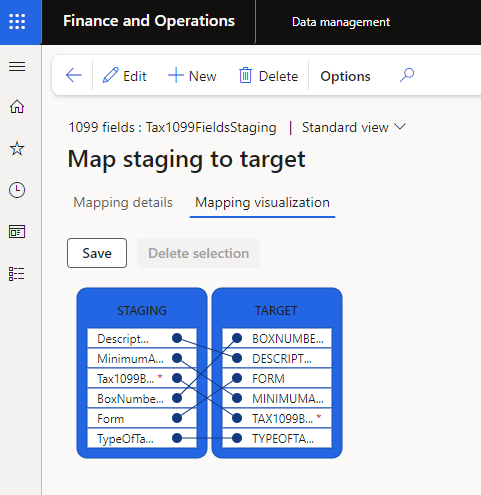 Finance and Operations
Data management
Edit
New
Delete
Options
1099 fields : Tax1099FieldsStaging | Standard view
Map staging to target
Mapping details
Mapping visualization
Save
Delete selection
STAGING
Descript...
MinimumA...
Tax1099B... *
BoxNumbe...
Form
TypeOfTa...
TARGET
BOXNUMBE...
DESCRIPT...
FORM
MINIMUMA...
TAX1099B... *
TYPEOFTA...